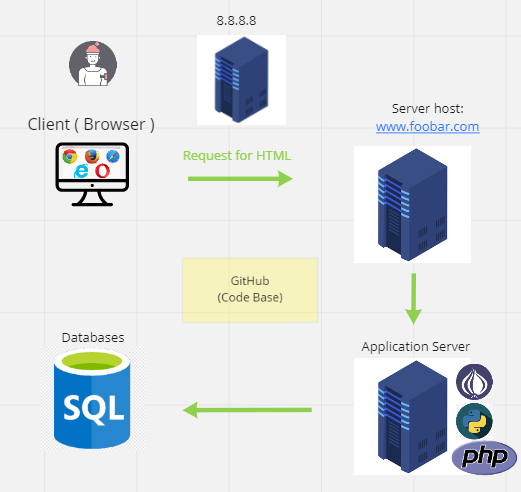 8.8.8.8
Server host:
www.foobar.com
Client ( Browser )
Request for HTML
GitHub
(Code Base)
Databases
Application Server
SQL
php